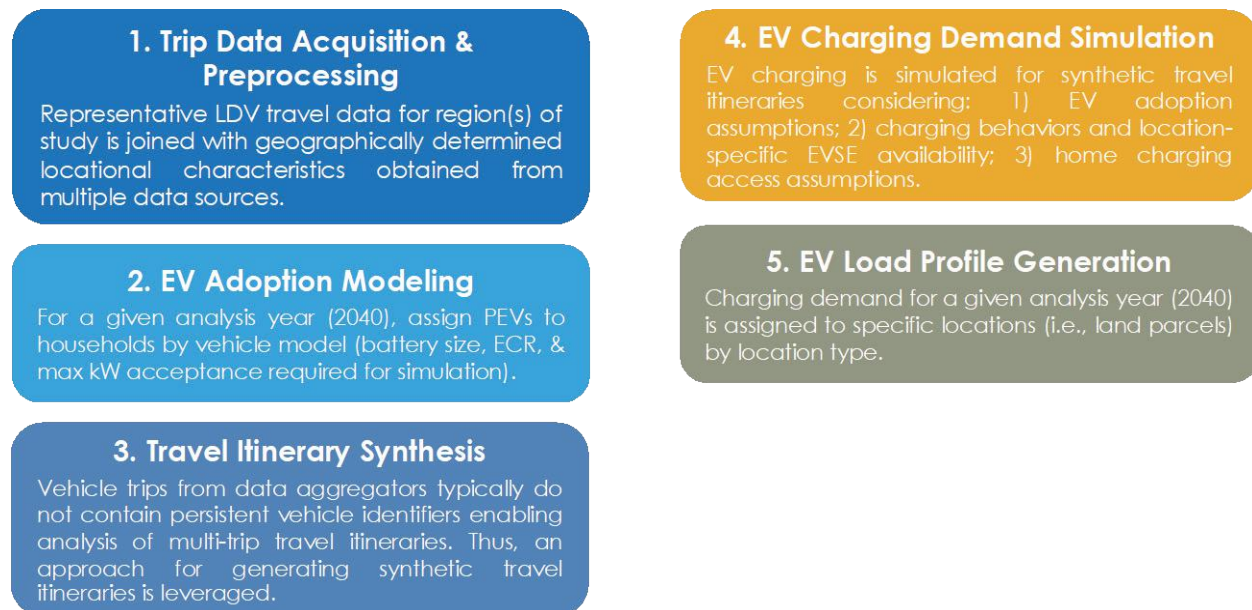 1. Trip Data Acquisition &
Preprocessing
Representative LDV travel data for region(s) of
study is joined with geographically determined
locational characteristics obtained from
multiple data sources.
2. EV Adoption Modeling
For a given analysis year (2040), assign PEVs to
households by vehicle model (battery size, ECR, &
max kW acceptance required for simulation).
3. Travel Itinerary Synthesis
Vehicle trips from data aggregators typically do
not contain persistent vehicle identifiers enabling
analysis of multi-trip travel itineraries. Thus, an
approach for generating synthetic travel
itineraries is leveraged.
4. EV Charging Demand Simulation
EV charging is simulated for synthetic travel
itineraries considering: 1) EV adoption
assumptions; 2) charging behaviors and location-
specific EVSE availability; 3) home charging
access assumptions.
5. EV Load Profile Generation
Charging demand for a given analysis year (2040)
is assigned to specific locations (i.e., land parcels)
by location type.